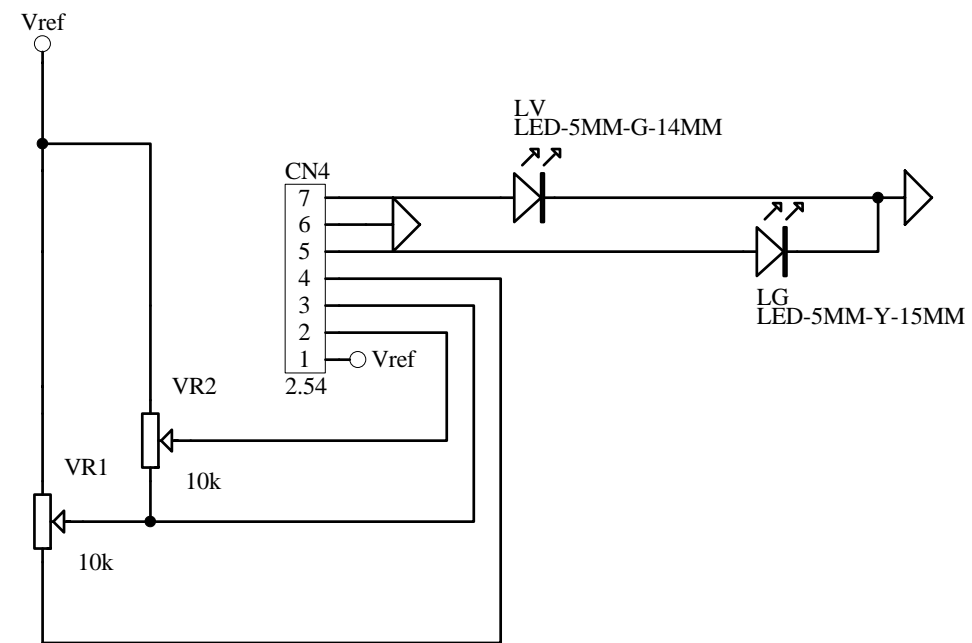 Vref
LV
LED-5MM-G-14MM
CN4
7
6
5
4
3
2
1
Vref
2.54
LG
LED-5MM-Y-15MM
VR2
10k
VR1
10k